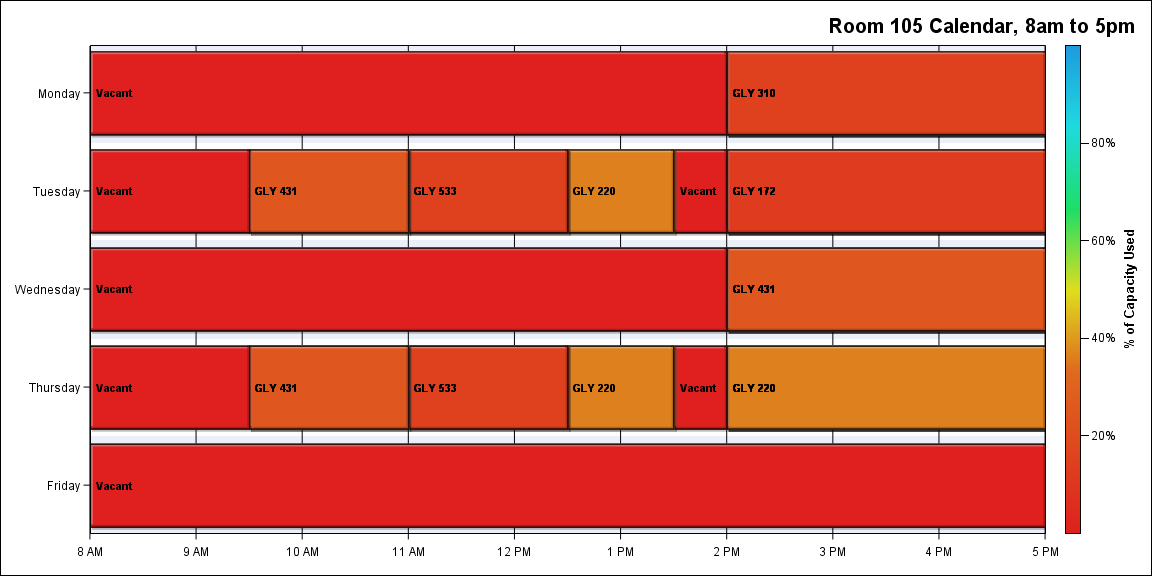 Room 105 Calendar, 8am to 5pm
Monday
Vacant
GLY 310
80%
Tuesday
Vacant
GLY 431
GLY 533
GLY 220
Vacant
GLY 172
60%
% of Capacity Used
Wednesday
Vacant
GLY 431
40%
Thursday
Vacant
GLY 431
GLY 533
GLY 220
Vacant
GLY 220
20%
Friday
Vacant
8 AM
9 AM
10 AM
11 AM
12 PM
1 PM
2 PM
3 PM
4 PM
5 PM